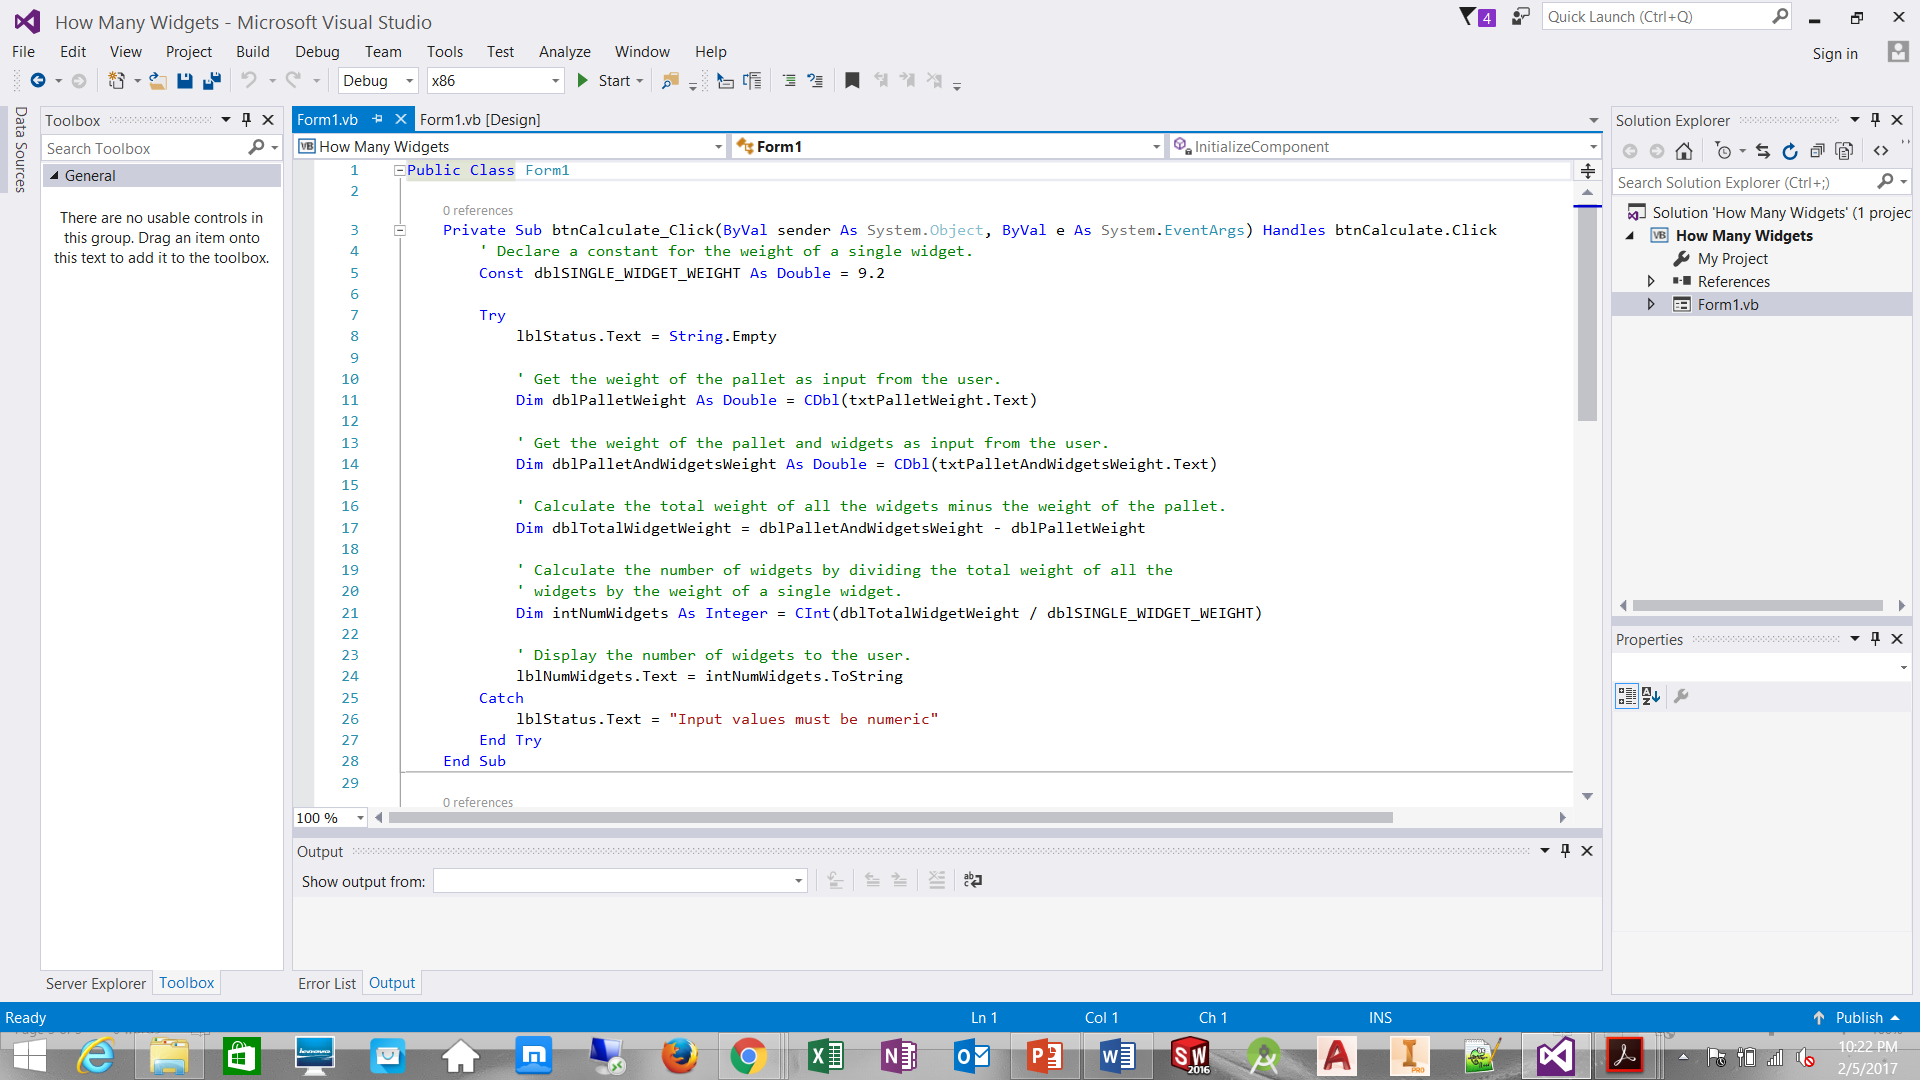 How Many Widgets - Microsoft Visual Studio
4
Quick Launch (Ctrl+Q)
File Edit View Project Build Debug Team Tools Test Analyze Window Help
Sign in
Debug x86 Start
Data Sources
Toolbox
Search Toolbox
General
There are no usable controls in
this group. Drag an item onto
this text to add it to the toolbox.
Server Explorer Toolbox
Form1.vb Form1.vb [Design]
VB How Many Widgets Form1 InitializeComponent
1 Public Class Form1
2
0 references
3 Private Sub btnCalculate_Click(ByVal sender As System.Object, ByVal e As System.EventArgs) Handles btnCalculate.Click
4 ' Declare a constant for the weight of a single widget.
5 Const dblSINGLE_WIDGET_WEIGHT As Double = 9.2
6
7 Try
8 lblStatus.Text = String.Empty
9
10 ' Get the weight of the pallet as input from the user.
11 Dim dblPalletWeight As Double = CDbl(txtPalletWeight.Text)
12
13 ' Get the weight of the pallet and widgets as input from the user.
14 Dim dblPalletAndWidgetsWeight As Double = CDbl(txtPalletAndWidgetsWeight.Text)
15
16 ' Calculate the total weight of all the widgets minus the weight of the pallet.
17 Dim dblTotalWidgetWeight = dblPalletAndWidgetsWeight - dblPalletWeight
18
19 ' Calculate the number of widgets by dividing the total weight of all the
20 ' widgets by the weight of a single widget.
21 Dim intNumWidgets As Integer = CInt(dblTotalWidgetWeight / dblSINGLE_WIDGET_WEIGHT)
22
23 ' Display the number of widgets to the user.
24 lblNumWidgets.Text = intNumWidgets.ToString
25 Catch
26 lblStatus.Text = "Input values must be numeric"
27 End Try
28 End Sub
29
0 references
100 %
Output
Show output from:
Error List Output
Solution Explorer
Search Solution Explorer (Ctrl+;)
Solution 'How Many Widgets' (1 projec
VB How Many Widgets
My Project
References
Form1.vb
Properties
Ready Ln 1 Col 1 Ch 1 INS Publish
10:22 PM
2/5/2017